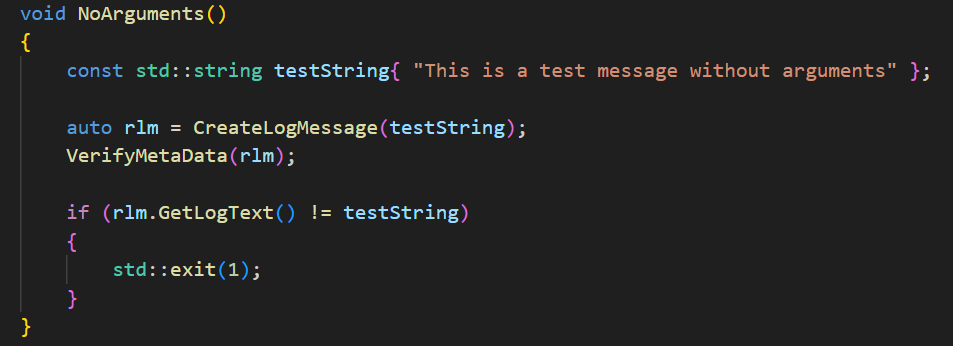 void NoArguments()
{
    const std::string testString{ "This is a test message without arguments" };

    auto rlm = CreateLogMessage(testString);
    VerifyMetaData(rlm);

    if (rlm.GetLogText() != testString)
    {
        std::exit(1);
    }
}